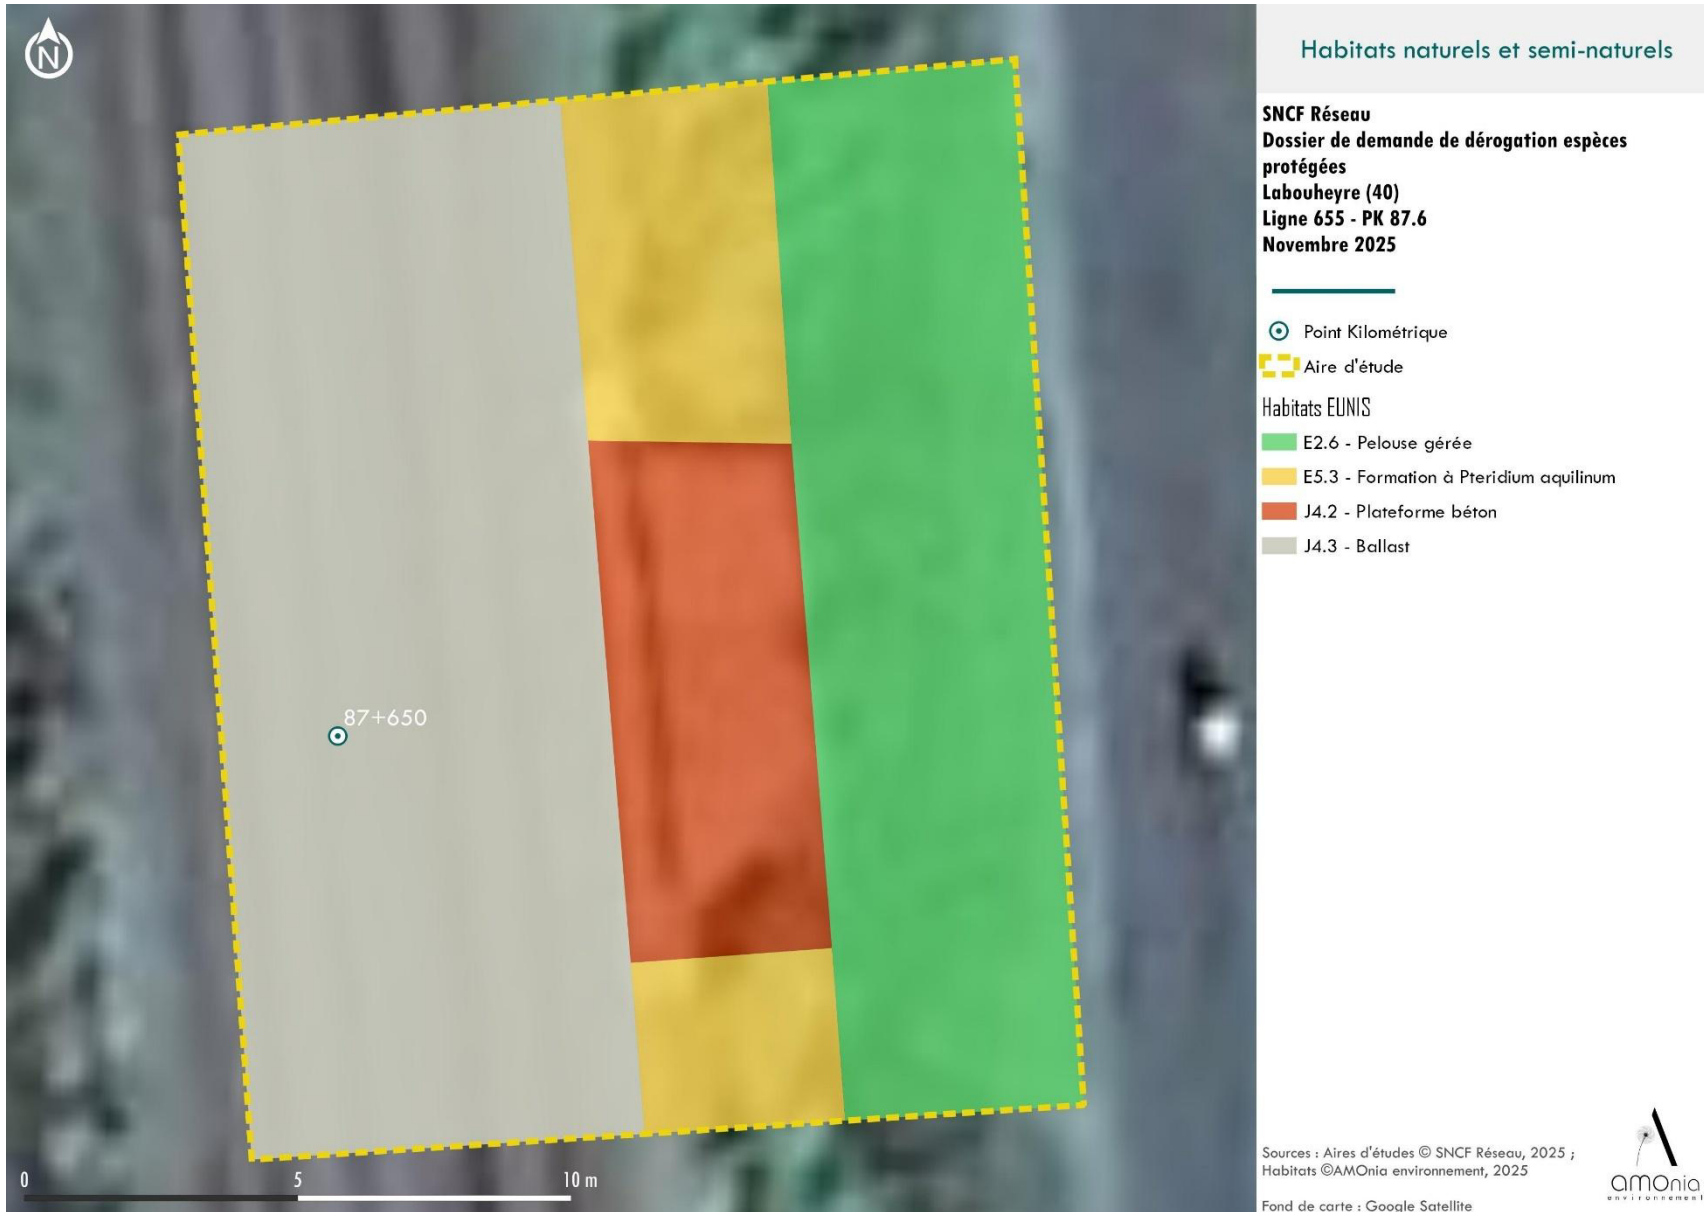 N
Habitats naturels et semi-naturels
SNCF Réseau
Dossier de demande de dérogation espèces
protégées
Labouheyre (40)
Ligne 655 - PK 87.6
Novembre 2025
Point Kilométrique
Aire d'étude
Habitats EUNIS
E2.6 - Pelouse gérée
E5.3 - Formation à Pteridium aquilinum
J4.2 - Plateforme béton
J4.3 - Ballast
87+650
0 5 10 m
Sources : Aires d'études © SNCF Réseau, 2025 ;
Habitats ©AMOnia environnement, 2025
Fond de carte : Google Satellite
amonia
environnement